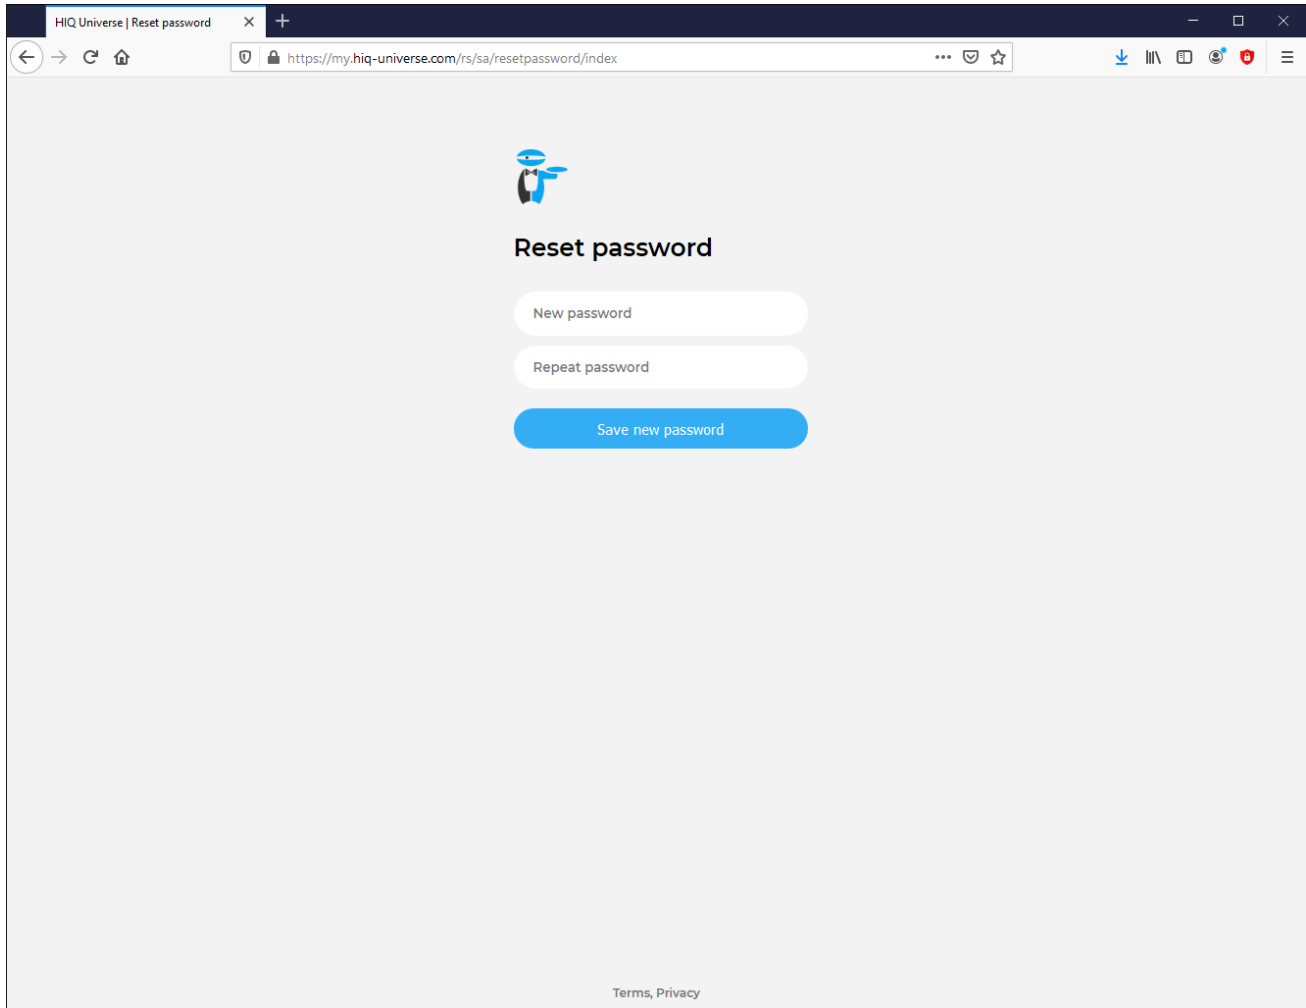 HIQ Universe | Reset password
https://my.hiq-universe.com/rs/sa/resetpassword/index
Reset password
New password
Repeat password
Save new password
Terms, Privacy